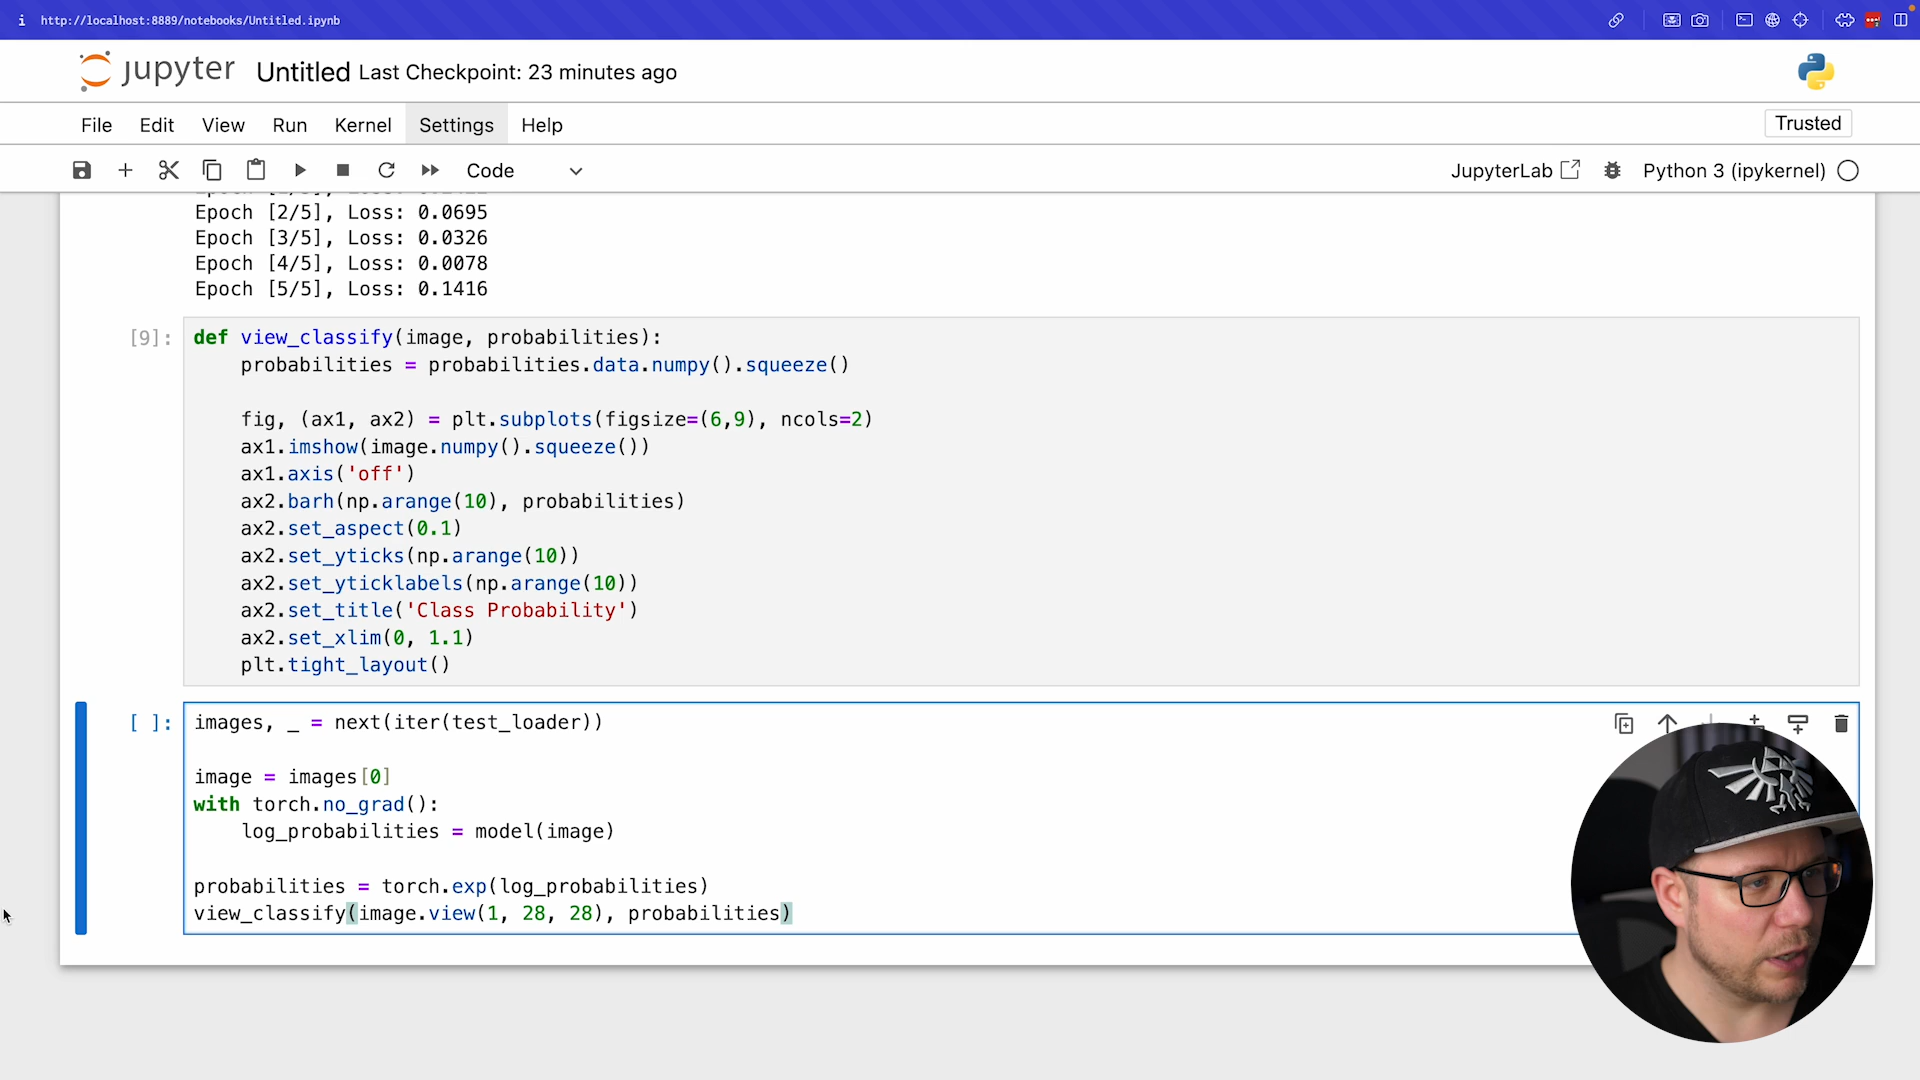 http://localhost:8889/notebooks/Untitled.ipynb
jupyter Untitled Last Checkpoint: 23 minutes ago
File Edit View Run Kernel Settings Help
Trusted
Code
JupyterLab
Python 3 (ipykernel)
Epoch [2/5], Loss: 0.0695
Epoch [3/5], Loss: 0.0326
Epoch [4/5], Loss: 0.0078
Epoch [5/5], Loss: 0.1416
[9]:
def view_classify(image, probabilities):
    probabilities = probabilities.data.numpy().squeeze()
    fig, (ax1, ax2) = plt.subplots(figsize=(6,9), ncols=2)
    ax1.imshow(image.numpy().squeeze())
    ax1.axis('off')
    ax2.barh(np.arange(10), probabilities)
    ax2.set_aspect(0.1)
    ax2.set_yticks(np.arange(10))
    ax2.set_yticklabels(np.arange(10))
    ax2.set_title('Class Probability')
    ax2.set_xlim(0, 1.1)
    plt.tight_layout()
[ ]:
images, _ = next(iter(test_loader))
image = images[0]
with torch.no_grad():
    log_probabilities = model(image)
probabilities = torch.exp(log_probabilities)
view_classify(image.view(1, 28, 28), probabilities)